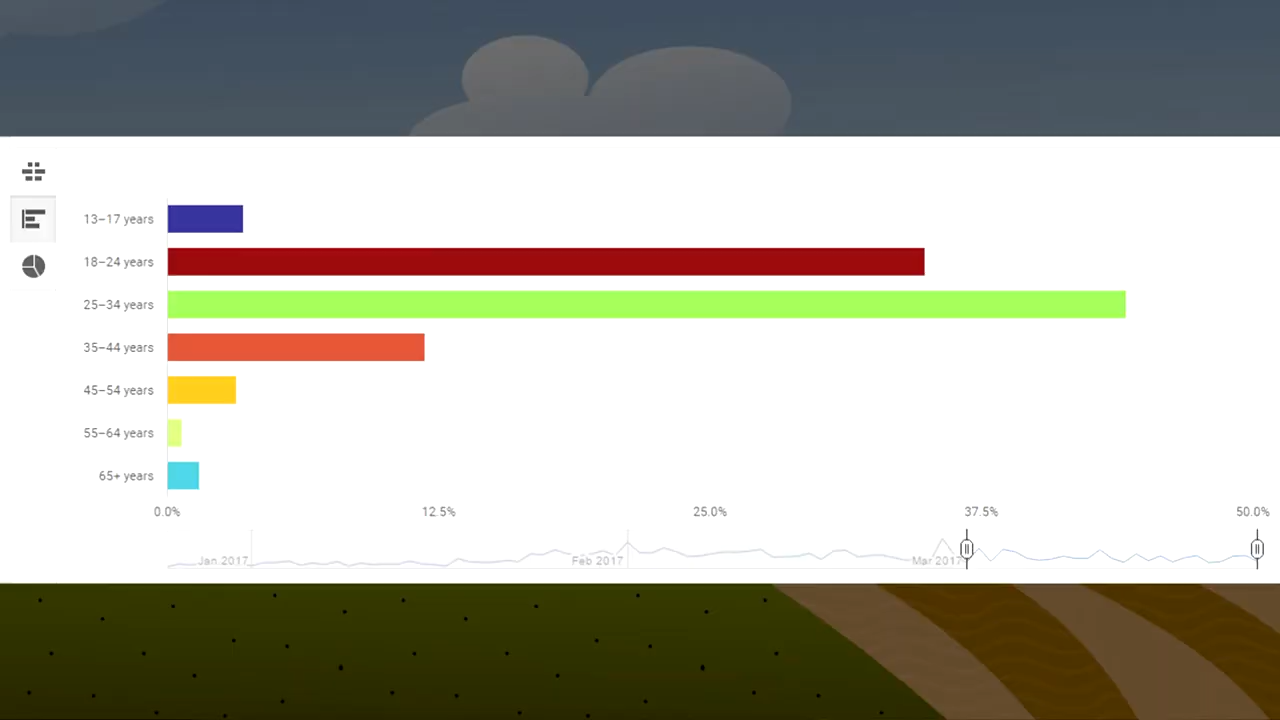 13–17 years
18–24 years
25–34 years
35–44 years
45–54 years
55–64 years
65+ years
0.0% 12.5% 25.0% 37.5% 50.0%
Jan 2017 Feb 2017 Mar 2017